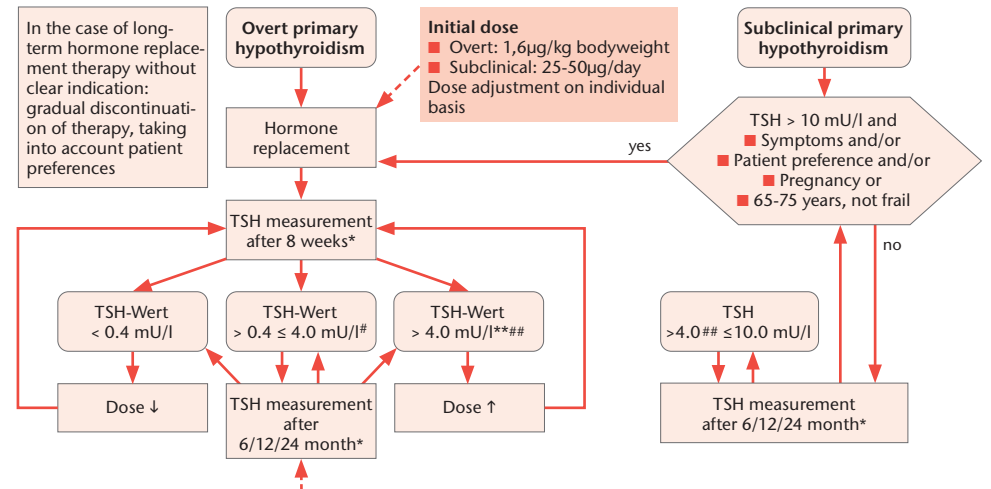 In the case of long-
term hormone replace-
ment therapy without
clear indication:
gradual discontinuati-
on of therapy, taking
into account patient
preferences
Overt primary
hypothyroidism
Initial dose
■ Overt: 1,6µg/kg bodyweight
■ Subclinical: 25-50µg/day
Dose adjustment on individual
basis
Subclinical primary
hypothyroidism
Hormone
replacement
yes
TSH > 10 mU/l and
■ Symptoms and/or
■ Patient preference and/or
■ Pregnancy or
■ 65-75 years, not frail
no
TSH measurement
after 8 weeks*
TSH-Wert
< 0.4 mU/l
TSH-Wert
> 0.4 ≤ 4.0 mU/l#
TSH-Wert
> 4.0 mU/l**##
TSH
>4.0## ≤10.0 mU/l
Dose ↓
TSH measurement
after
6/12/24 month*
Dose ↑
TSH measurement
after 6/12/24 month*